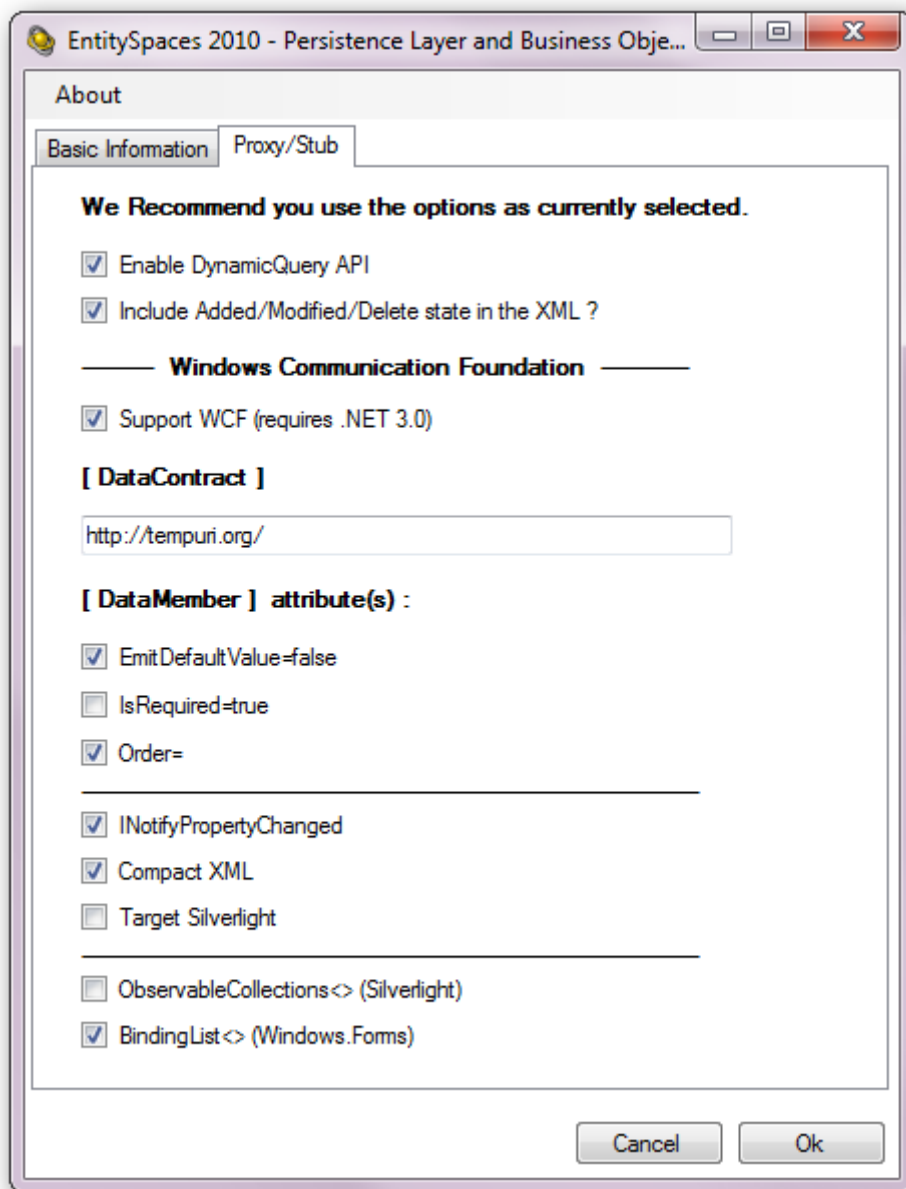 EntitySpaces 2010 - Persistence Layer and Business Obje...
About
Basic Information
Proxy/Stub
We Recommend you use the options as currently selected.
Enable DynamicQuery API
Include Added/Modified/Delete state in the XML ?
Windows Communication Foundation
Support WCF (requires .NET 3.0)
[ DataContract ]
http://tempuri.org/
[ DataMember ] attribute(s) :
EmitDefaultValue=false
IsRequired=true
Order=
INotifyPropertyChanged
Compact XML
Target Silverlight
ObservableCollections<> (Silverlight)
BindingList<> (Windows.Forms)
Cancel
Ok